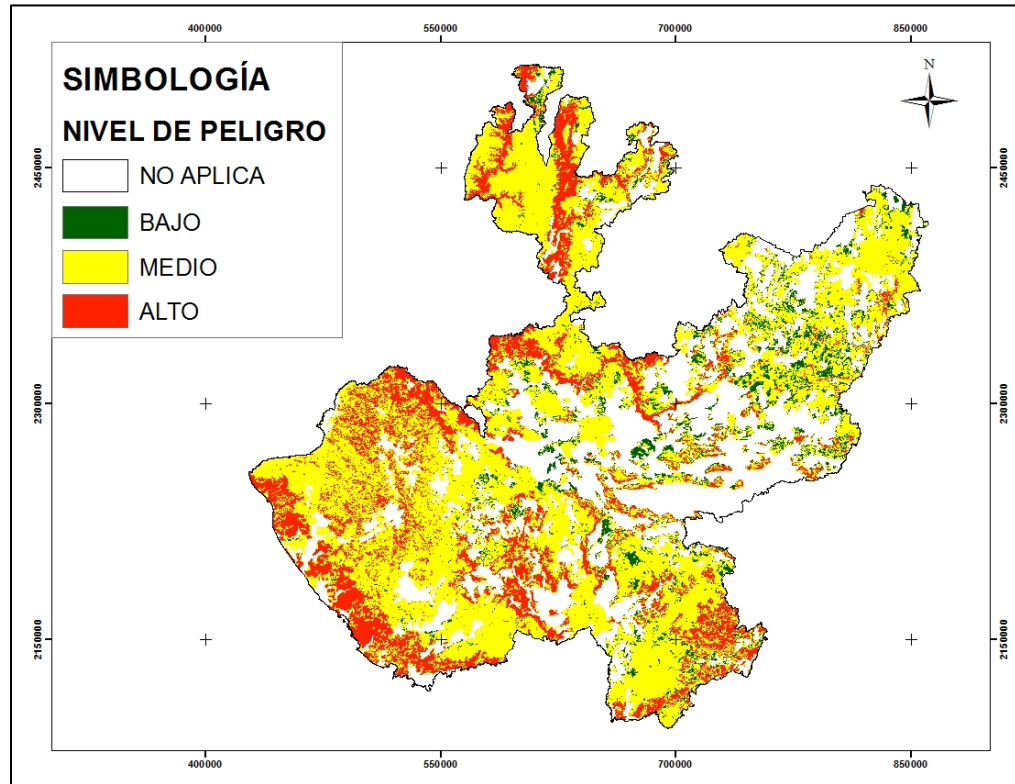 400000 550000 700000 850000
SIMBOLOGÍA
NIVEL DE PELIGRO
NO APLICA
BAJO
MEDIO
ALTO
N
2450000 2450000
2300000 2300000
2150000 2150000
400000 550000 700000 850000